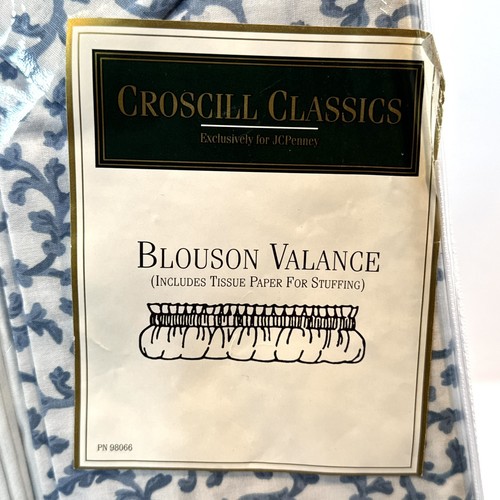 CROSCILL CLASSICS
Exclusively for JCPenney
BLOUSON VALANCE
(INCLUDES TISSUE PAPER FOR STUFFING)
PN 98066